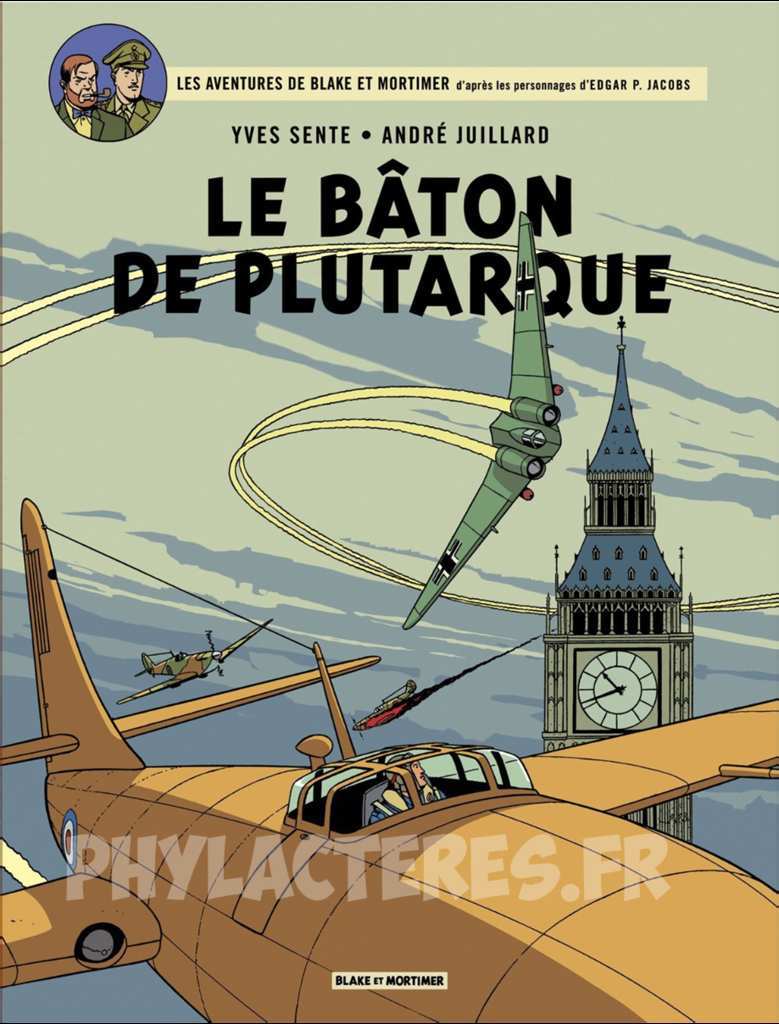 LES AVENTURES DE BLAKE ET MORTIMER d'après les personnages d'EDGAR P. JACOBS
YVES SENTE • ANDRÉ JUILLARD
LE BÂTON
DE PLUTARQUE
PHYLACTERES.FR
BLAKE ET MORTIMER